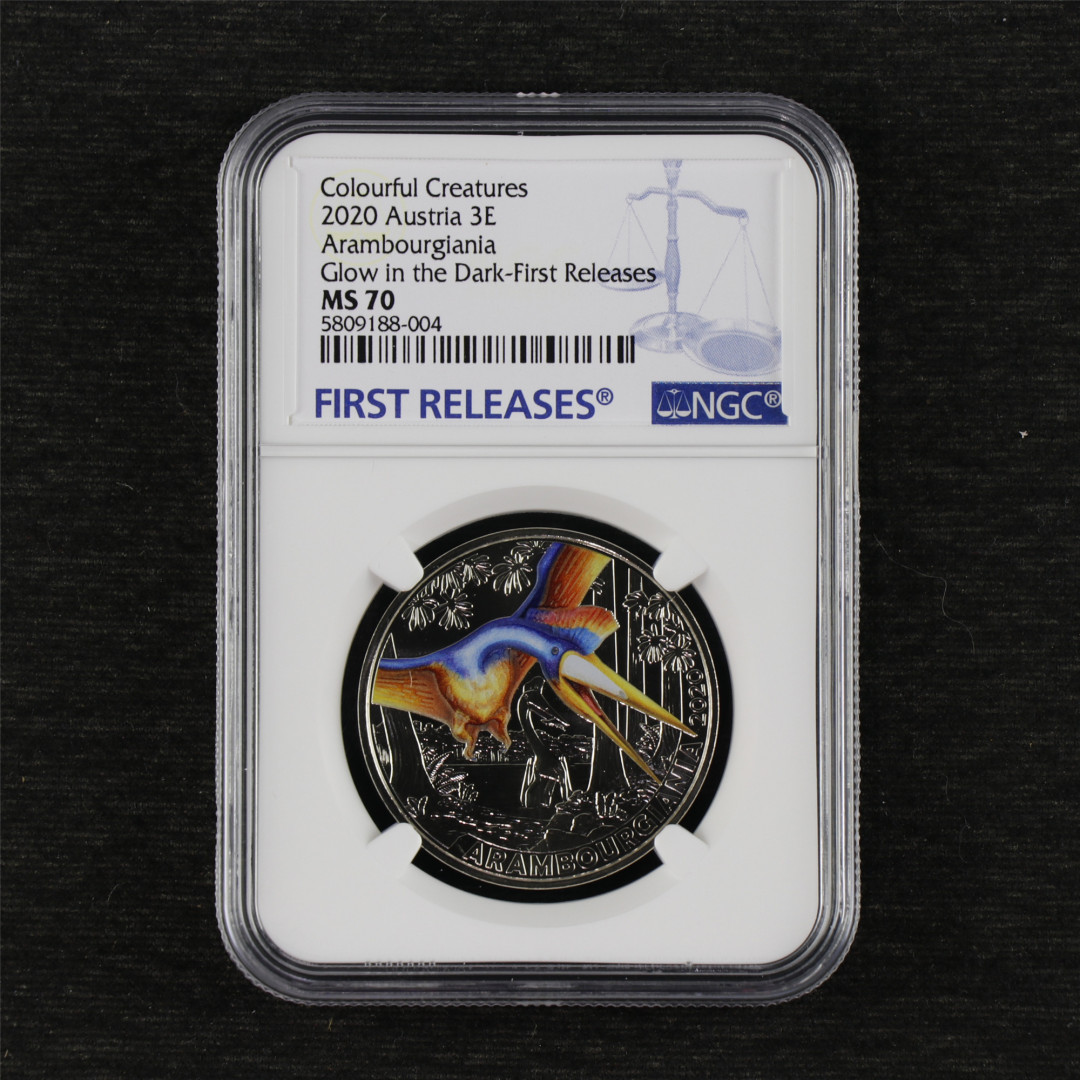 Colourful Creatures
2020 Austria 3E
Arambourgiania
Glow in the Dark-First Releases
MS 70
5809188-004
FIRST RELEASES®
NGC®
ARAMBOURGIANIA 2020